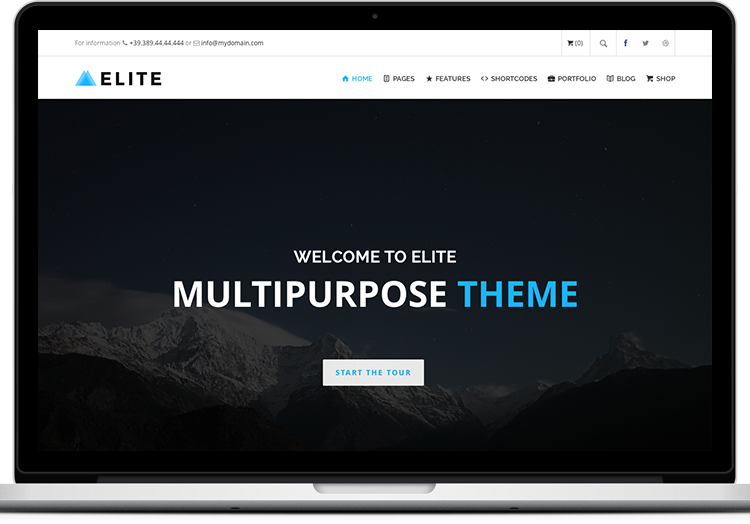 For information +39.389.44.44.444 or info@mydomain.com
(0)
ELITE
HOME PAGES FEATURES SHORTCODES PORTFOLIO BLOG SHOP
WELCOME TO ELITE
MULTIPURPOSE THEME
START THE TOUR